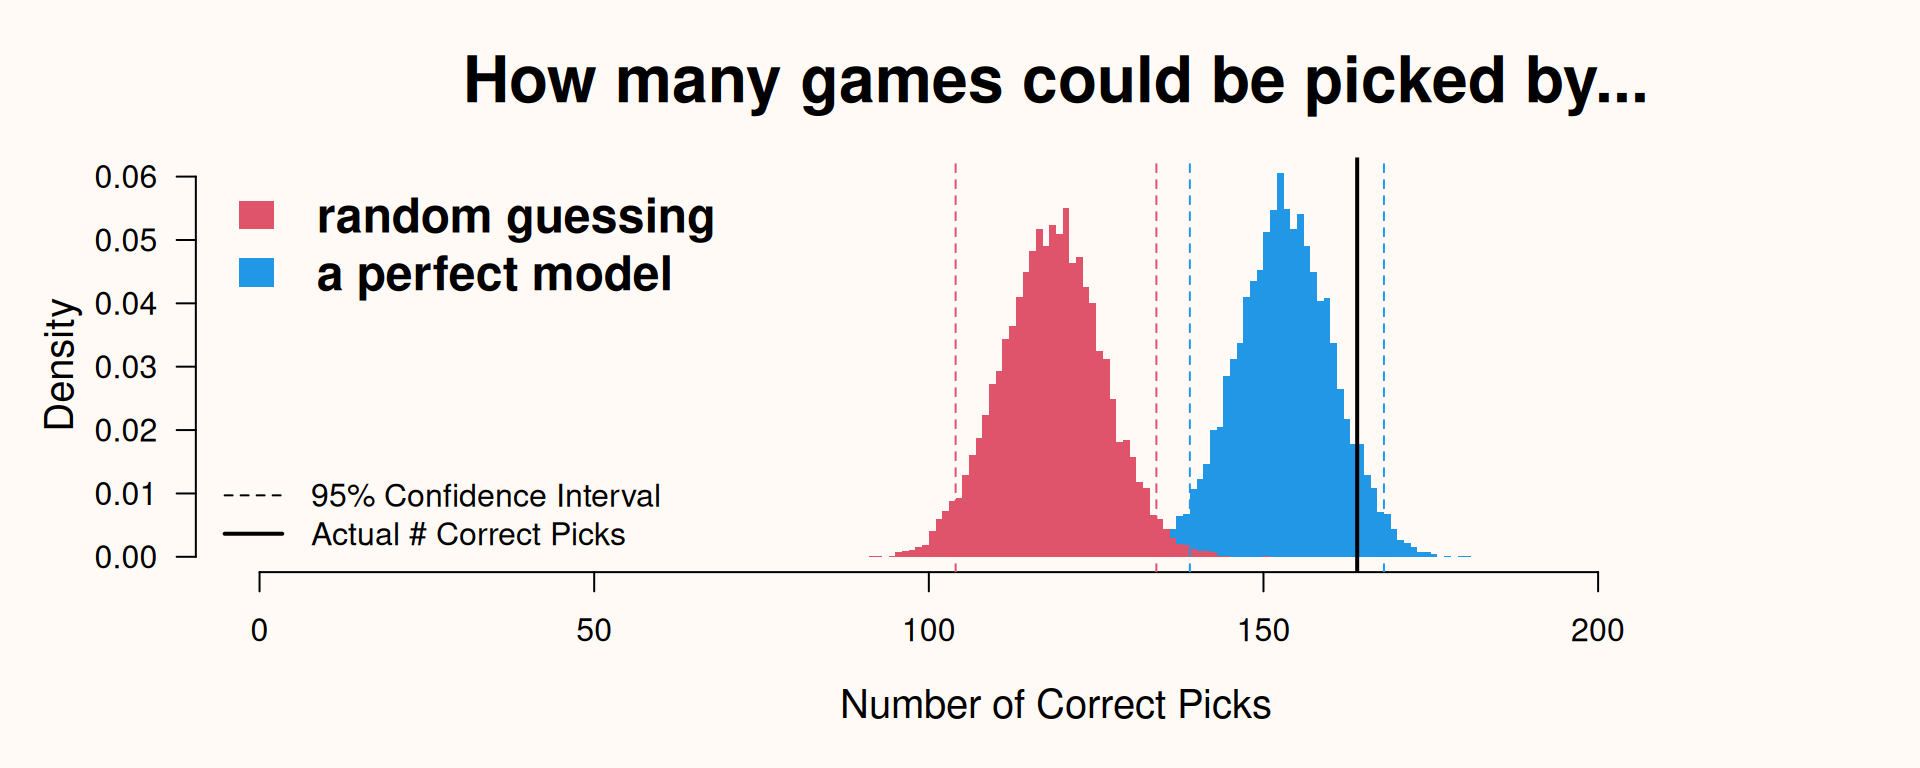 How many games could be picked by...
random guessing
a perfect model
95% Confidence Interval
Actual # Correct Picks
Density
0.06
0.05
0.04
0.03
0.02
0.01
0.00
0 50 100 150 200
Number of Correct Picks